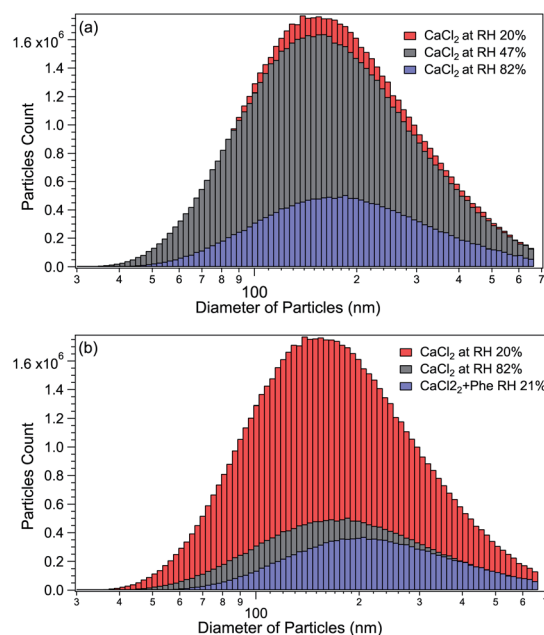 (a)
CaCl2 at RH 20%
CaCl2 at RH 47%
CaCl2 at RH 82%
Particles Count
1.6x10^6
1.4
1.2
1.0
0.8
0.6
0.4
0.2
0.0
3 4 5 6 7 8 9 100 2 3 4 5 6 7
Diameter of Particles (nm)
(b)
CaCl2 at RH 20%
CaCl2 at RH 82%
CaCl22+Phe RH 21%
Particles Count
1.6x10^6
1.4
1.2
1.0
0.8
0.6
0.4
0.2
0.0
3 4 5 6 7 8 9 100 2 3 4 5 6 7
Diameter of Particles (nm)